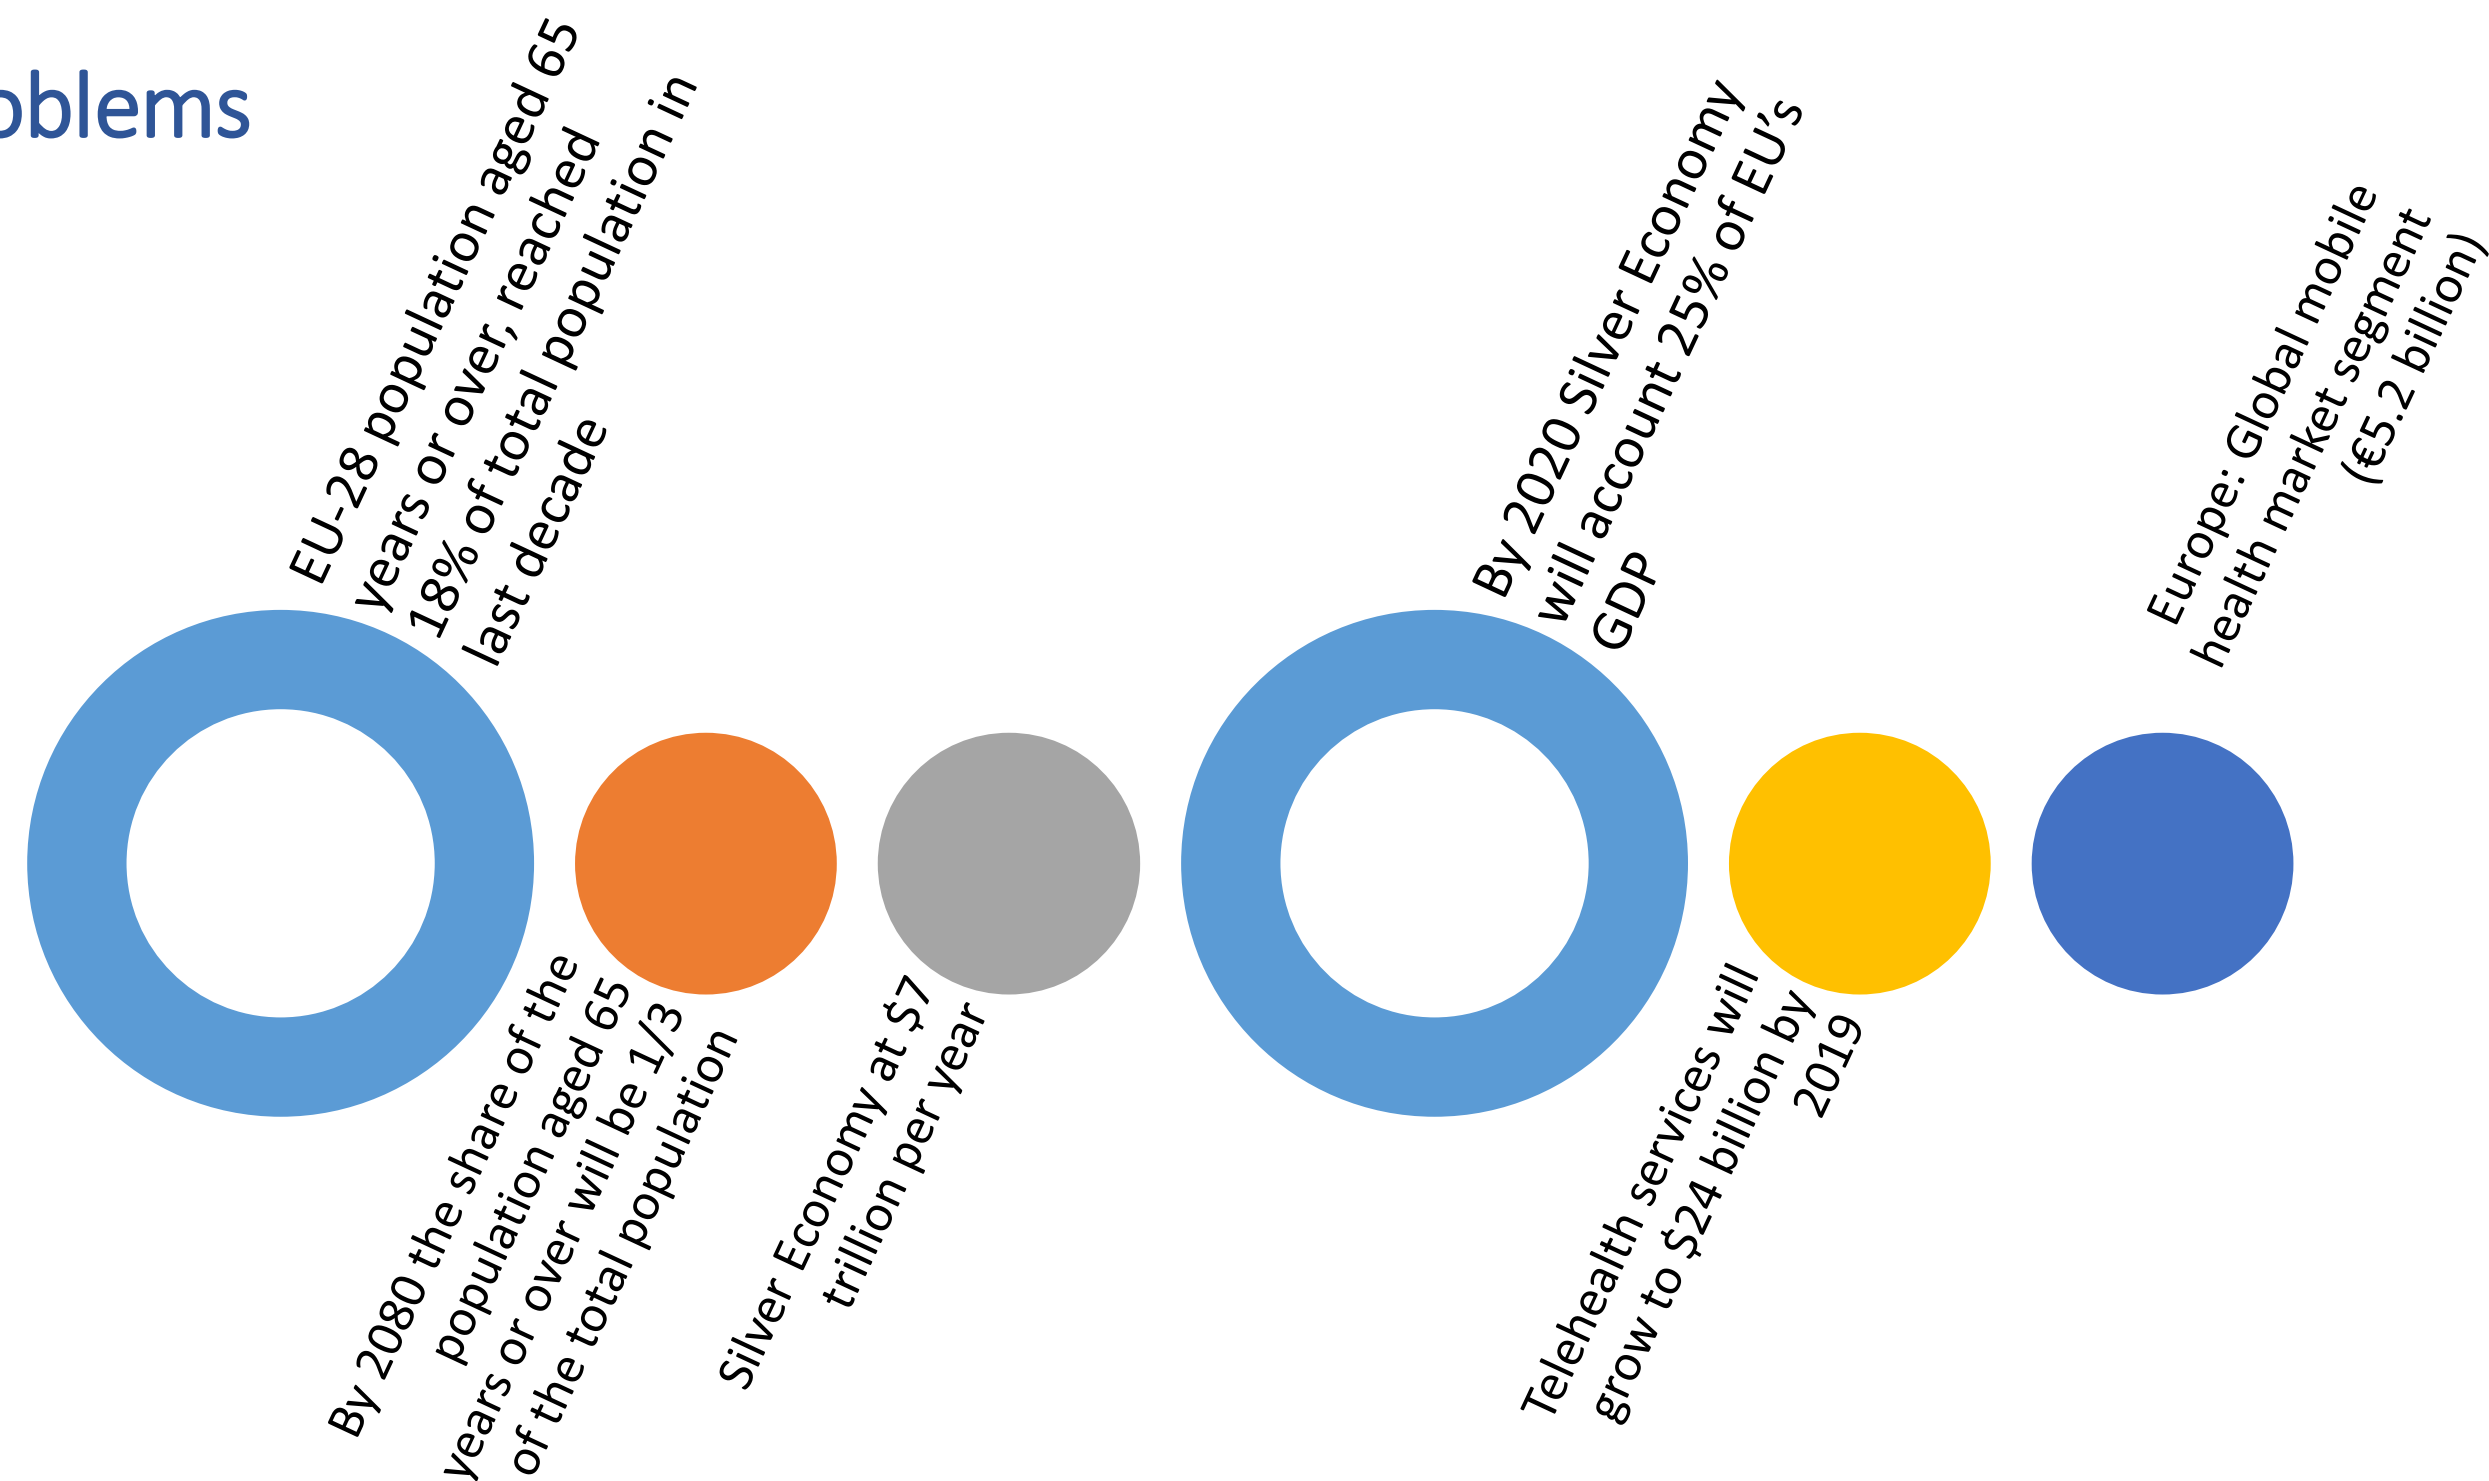 oblems
EU-28 population aged 65
years or over, reached
18% of total population in
last decade
By 2080 the share of the
population aged 65
years or over will be 1/3
of the total population
Silver Economy at $7
trillion per year
By 2020 Silver Economy
will account 25% of EU’s
GDP
Telehealth services will
grow to $24 billion by
2019
Europe: Global mobile
health market segment
(€5.2 billion)